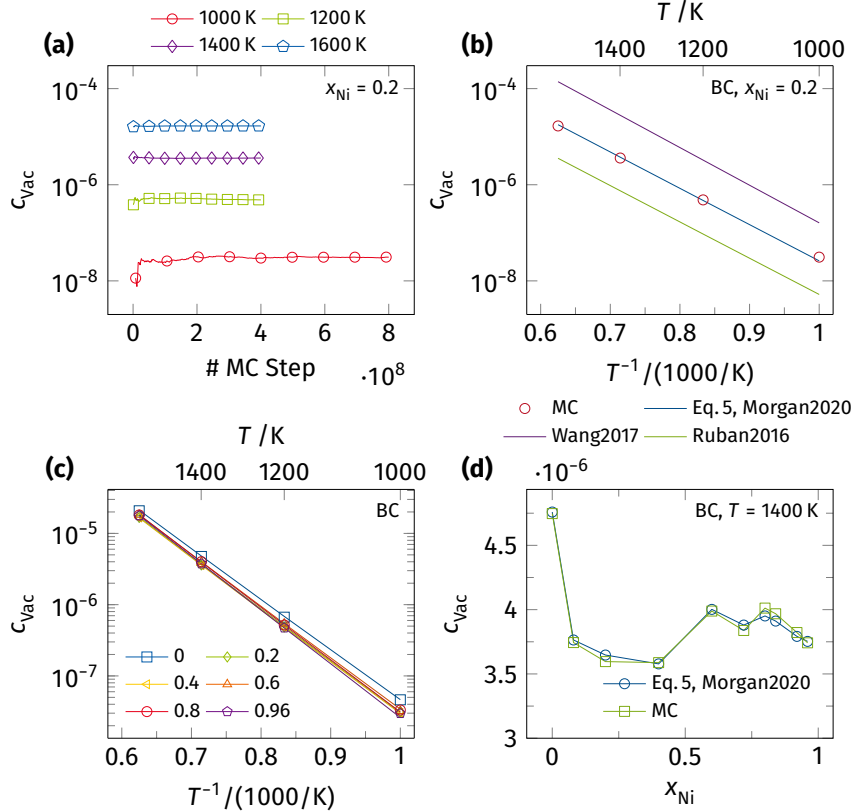 1000 K 1200 K
1400 K 1600 K
(a)
x_Ni = 0.2
10^−4
10^−6
10^−8
c_Vac
0 2 4 6 8
# MC Step
·10^8
T /K
1400 1200 1000
(b)
BC, x_Ni = 0.2
10^−4
10^−6
10^−8
c_Vac
0.6 0.7 0.8 0.9 1
T^−1/(1000/K)
MC Eq. 5, Morgan2020
Wang2017 Ruban2016
T /K
(c)
1400 1200 1000
BC
10^−5
10^−6
10^−7
c_Vac
0 0.2
0.4 0.6
0.8 0.96
0.6 0.7 0.8 0.9 1
T^−1/(1000/K)
(d)
·10^−6
BC, T = 1400 K
4.5
4
3.5
3
c_Vac
Eq. 5, Morgan2020
MC
0 0.5 1
x_Ni